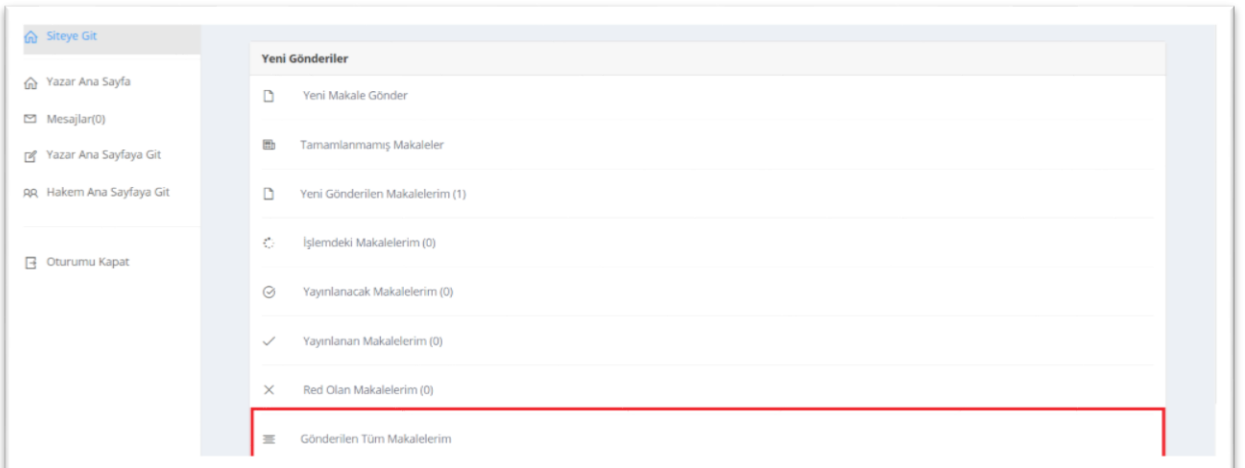 Siteye Git
Yazar Ana Sayfa
Mesajlar(0)
Yazar Ana Sayfaya Git
Hakem Ana Sayfaya Git
Oturumu Kapat
Yeni Gönderiler
Yeni Makale Gönder
Tamamlanmamış Makaleler
Yeni Gönderilen Makalelerim (1)
İşlemdeki Makalelerim (0)
Yayınlanacak Makalelerim (0)
Yayınlanan Makalelerim (0)
Red Olan Makalelerim (0)
Gönderilen Tüm Makalelerim